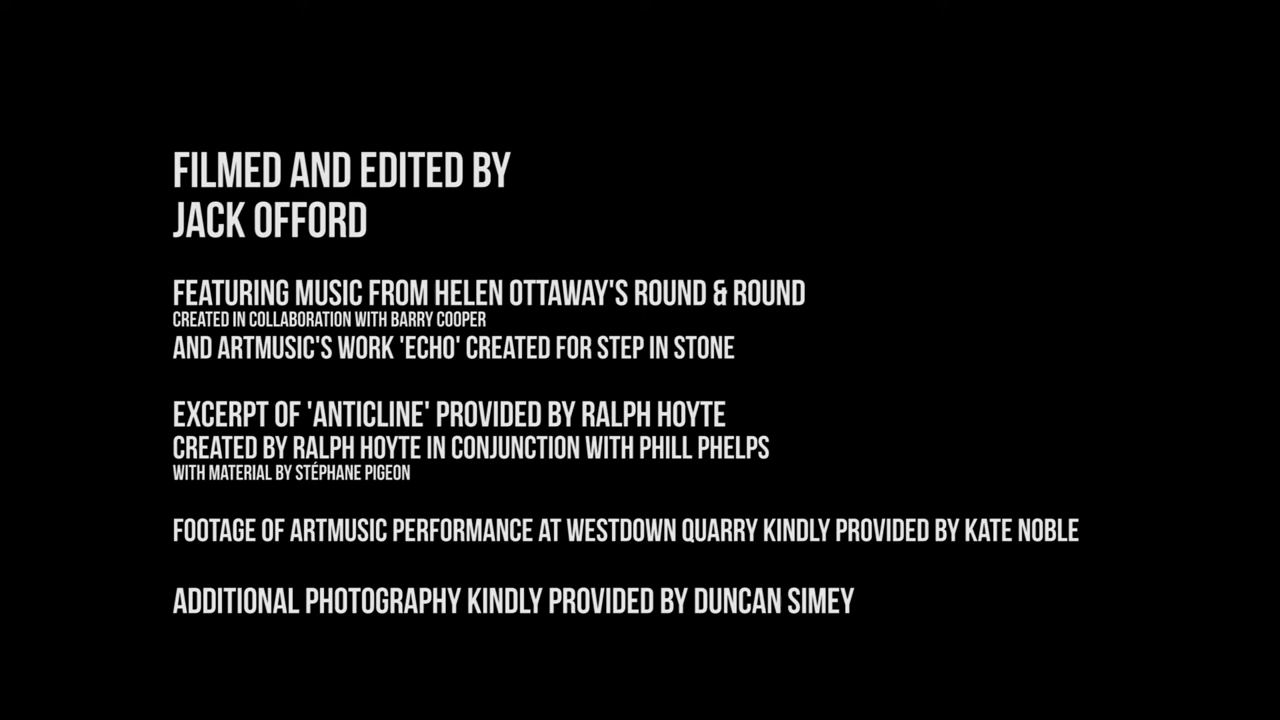 FILMED AND EDITED BY
JACK OFFORD
FEATURING MUSIC FROM HELEN OTTAWAY'S ROUND & ROUND
CREATED IN COLLABORATION WITH BARRY COOPER
AND ARTMUSIC'S WORK 'ECHO' CREATED FOR STEP IN STONE
EXCERPT OF 'ANTICLINE' PROVIDED BY RALPH HOYTE
CREATED BY RALPH HOYTE IN CONJUNCTION WITH PHILL PHELPS
WITH MATERIAL BY STÉPHANE PIGEON
FOOTAGE OF ARTMUSIC PERFORMANCE AT WESTDOWN QUARRY KINDLY PROVIDED BY KATE NOBLE
ADDITIONAL PHOTOGRAPHY KINDLY PROVIDED BY DUNCAN SIMEY